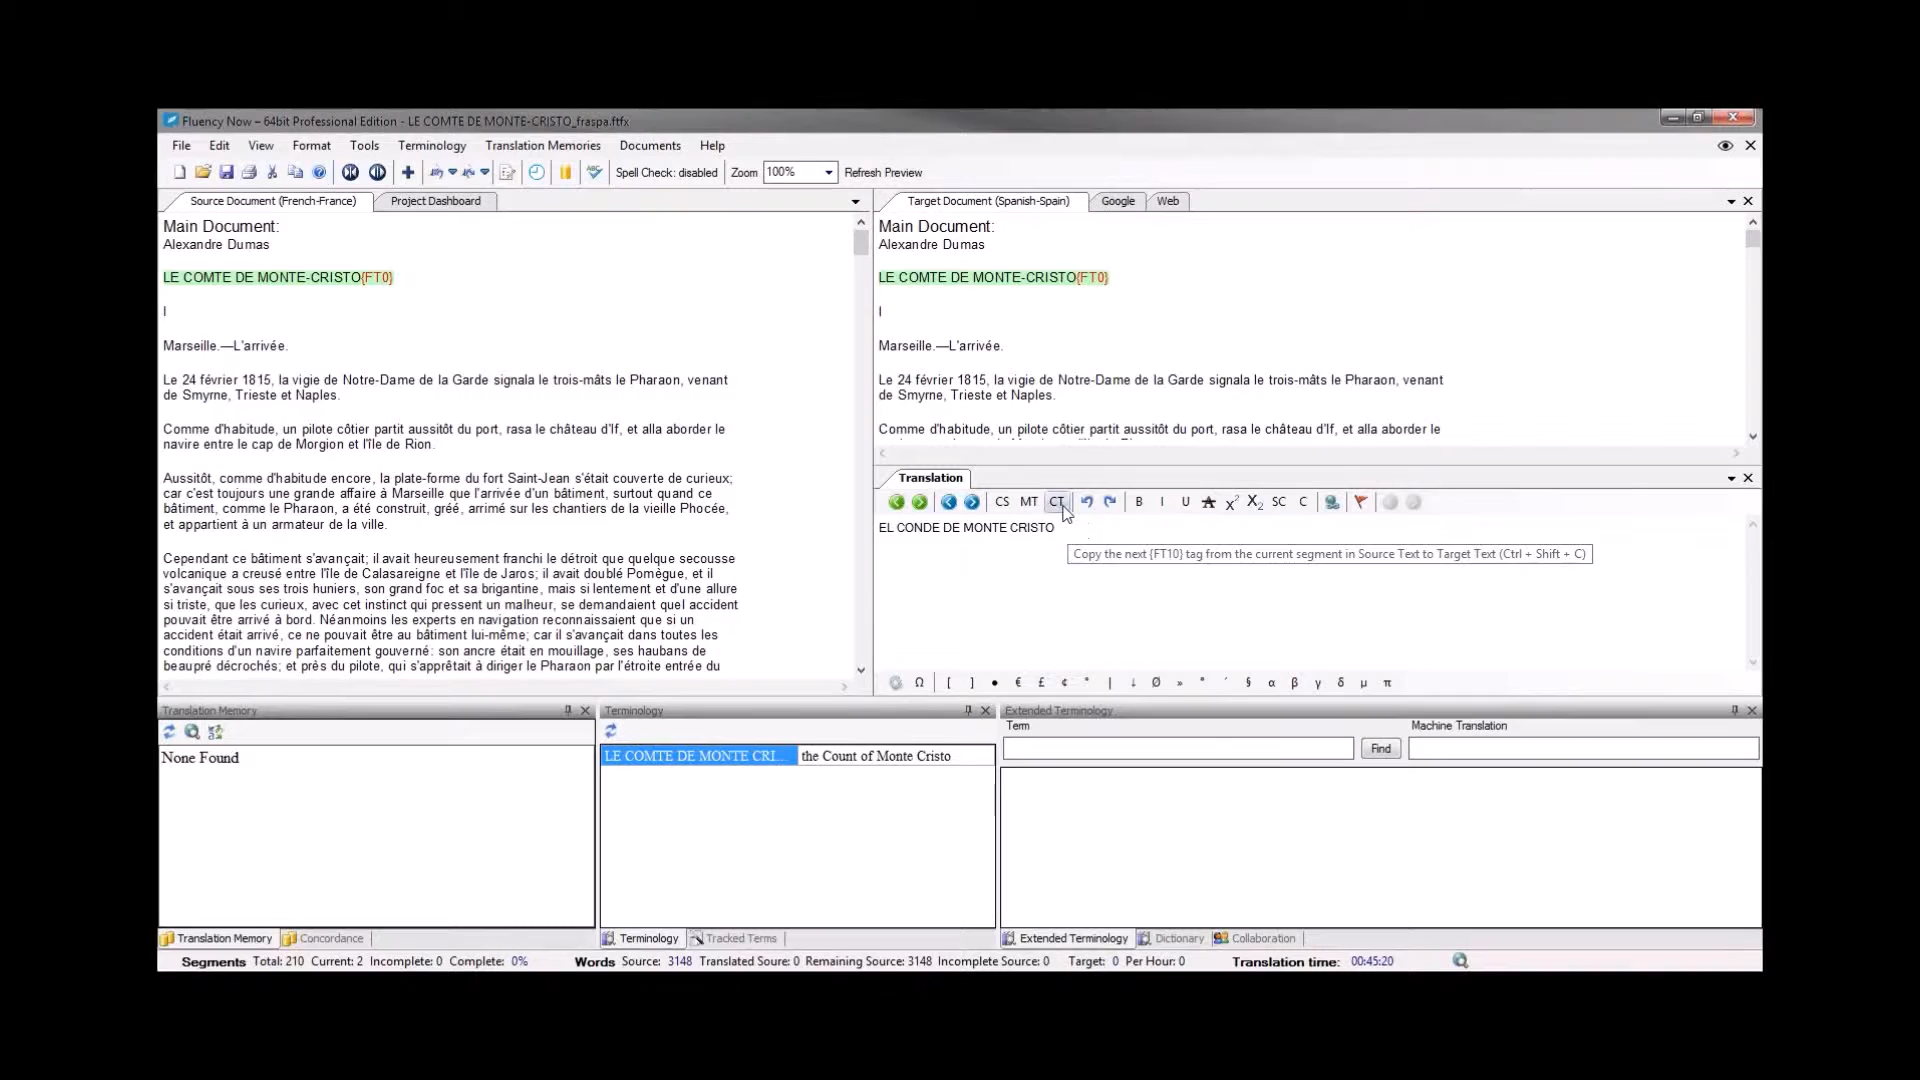 Fluency Now – 64bit Professional Edition - LE COMTE DE MONTE-CRISTO_fraspa.ftfx
File Edit View Format Tools Terminology Translation Memories Documents Help
Spell Check: disabled Zoom 100% Refresh Preview
Source Document (French-France) Project Dashboard
Main Document:
Alexandre Dumas
LE COMTE DE MONTE-CRISTO{FT0}
I
Marseille.—L'arrivée.
Le 24 février 1815, la vigie de Notre-Dame de la Garde signala le trois-mâts le Pharaon, venant
de Smyrne, Trieste et Naples.
Comme d'habitude, un pilote côtier partit aussitôt du port, rasa le château d'If, et alla aborder le
navire entre le cap de Morgion et l'île de Rion.
Aussitôt, comme d'habitude encore, la plate-forme du fort Saint-Jean s'était couverte de curieux;
car c'est toujours une grande affaire à Marseille que l'arrivée d'un bâtiment, surtout quand ce
bâtiment, comme le Pharaon, a été construit, gréé, arrimé sur les chantiers de la vieille Phocée,
et appartient à un armateur de la ville.
Cependant ce bâtiment s'avançait; il avait heureusement franchi le détroit que quelque secousse
volcanique a creusé entre l'île de Calasareigne et l'île de Jaros; il avait doublé Pomègue, et il
s'avançait sous ses trois huniers, son grand foc et sa brigantine, mais si lentement et d'une allure
si triste, que les curieux, avec cet instinct qui pressent un malheur, se demandaient quel accident
pouvait être arrivé à bord. Néanmoins les experts en navigation reconnaissaient que si un
accident était arrivé, ce ne pouvait être au bâtiment lui-même; car il s'avançait dans toutes les
conditions d'un navire parfaitement gouverné: son ancre était en mouillage, ses haubans de
beaupré décrochés; et près du pilote, qui s'apprêtait à diriger le Pharaon par l'étroite entrée du
Target Document (Spanish-Spain) Google Web
Main Document:
Alexandre Dumas
LE COMTE DE MONTE-CRISTO{FT0}
I
Marseille.—L'arrivée.
Le 24 février 1815, la vigie de Notre-Dame de la Garde signala le trois-mâts le Pharaon, venant
de Smyrne, Trieste et Naples.
Comme d'habitude, un pilote côtier partit aussitôt du port, rasa le château d'If, et alla aborder le
Translation
CS MT CT B I U A X² X₂ SC C
EL CONDE DE MONTE CRISTO
Copy the next {FT10} tag from the current segment in Source Text to Target Text (Ctrl + Shift + C)
Ω [ ] • € £ ¢ ° | ↓ Ø » ° ´ § α β γ δ µ π
Translation Memory
None Found
Translation Memory Concordance
Terminology
LE COMTE DE MONTE CRI... the Count of Monte Cristo
Terminology Tracked Terms
Extended Terminology
Term Machine Translation
Find
Extended Terminology Dictionary Collaboration
Segments Total: 210 Current: 2 Incomplete: 0 Complete: 0% Words Source: 3148 Translated Soure: 0 Remaining Source: 3148 Incomplete Source: 0 Target: 0 Per Hour: 0 Translation time: 00:45:20